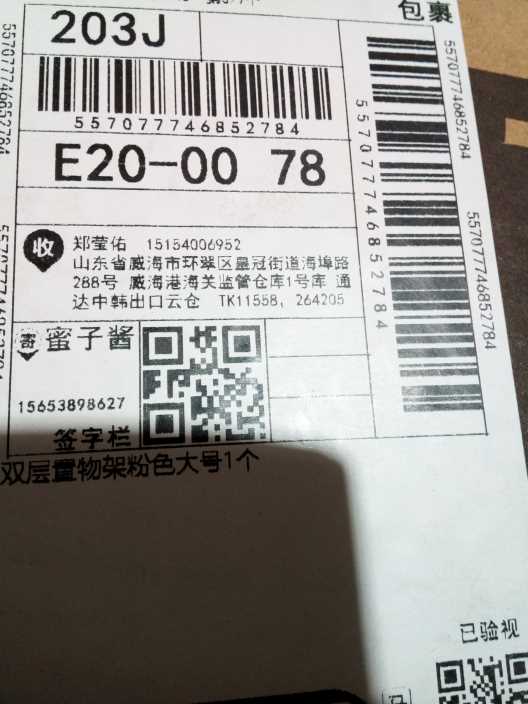 包裹
203J
557077746852784
E20-00 78
收
郑莹佑 15154006952
山东省威海市环翠区皇冠街道海埠路
288号 威海港海关监管仓库1号库 通
达中韩出口云仓 TK11558, 264205
寄 蜜子酱
15653898627
签字栏
双层置物架粉色大号1个
557077746852784
557077746852784
557077746852784
557077746852784
已验视